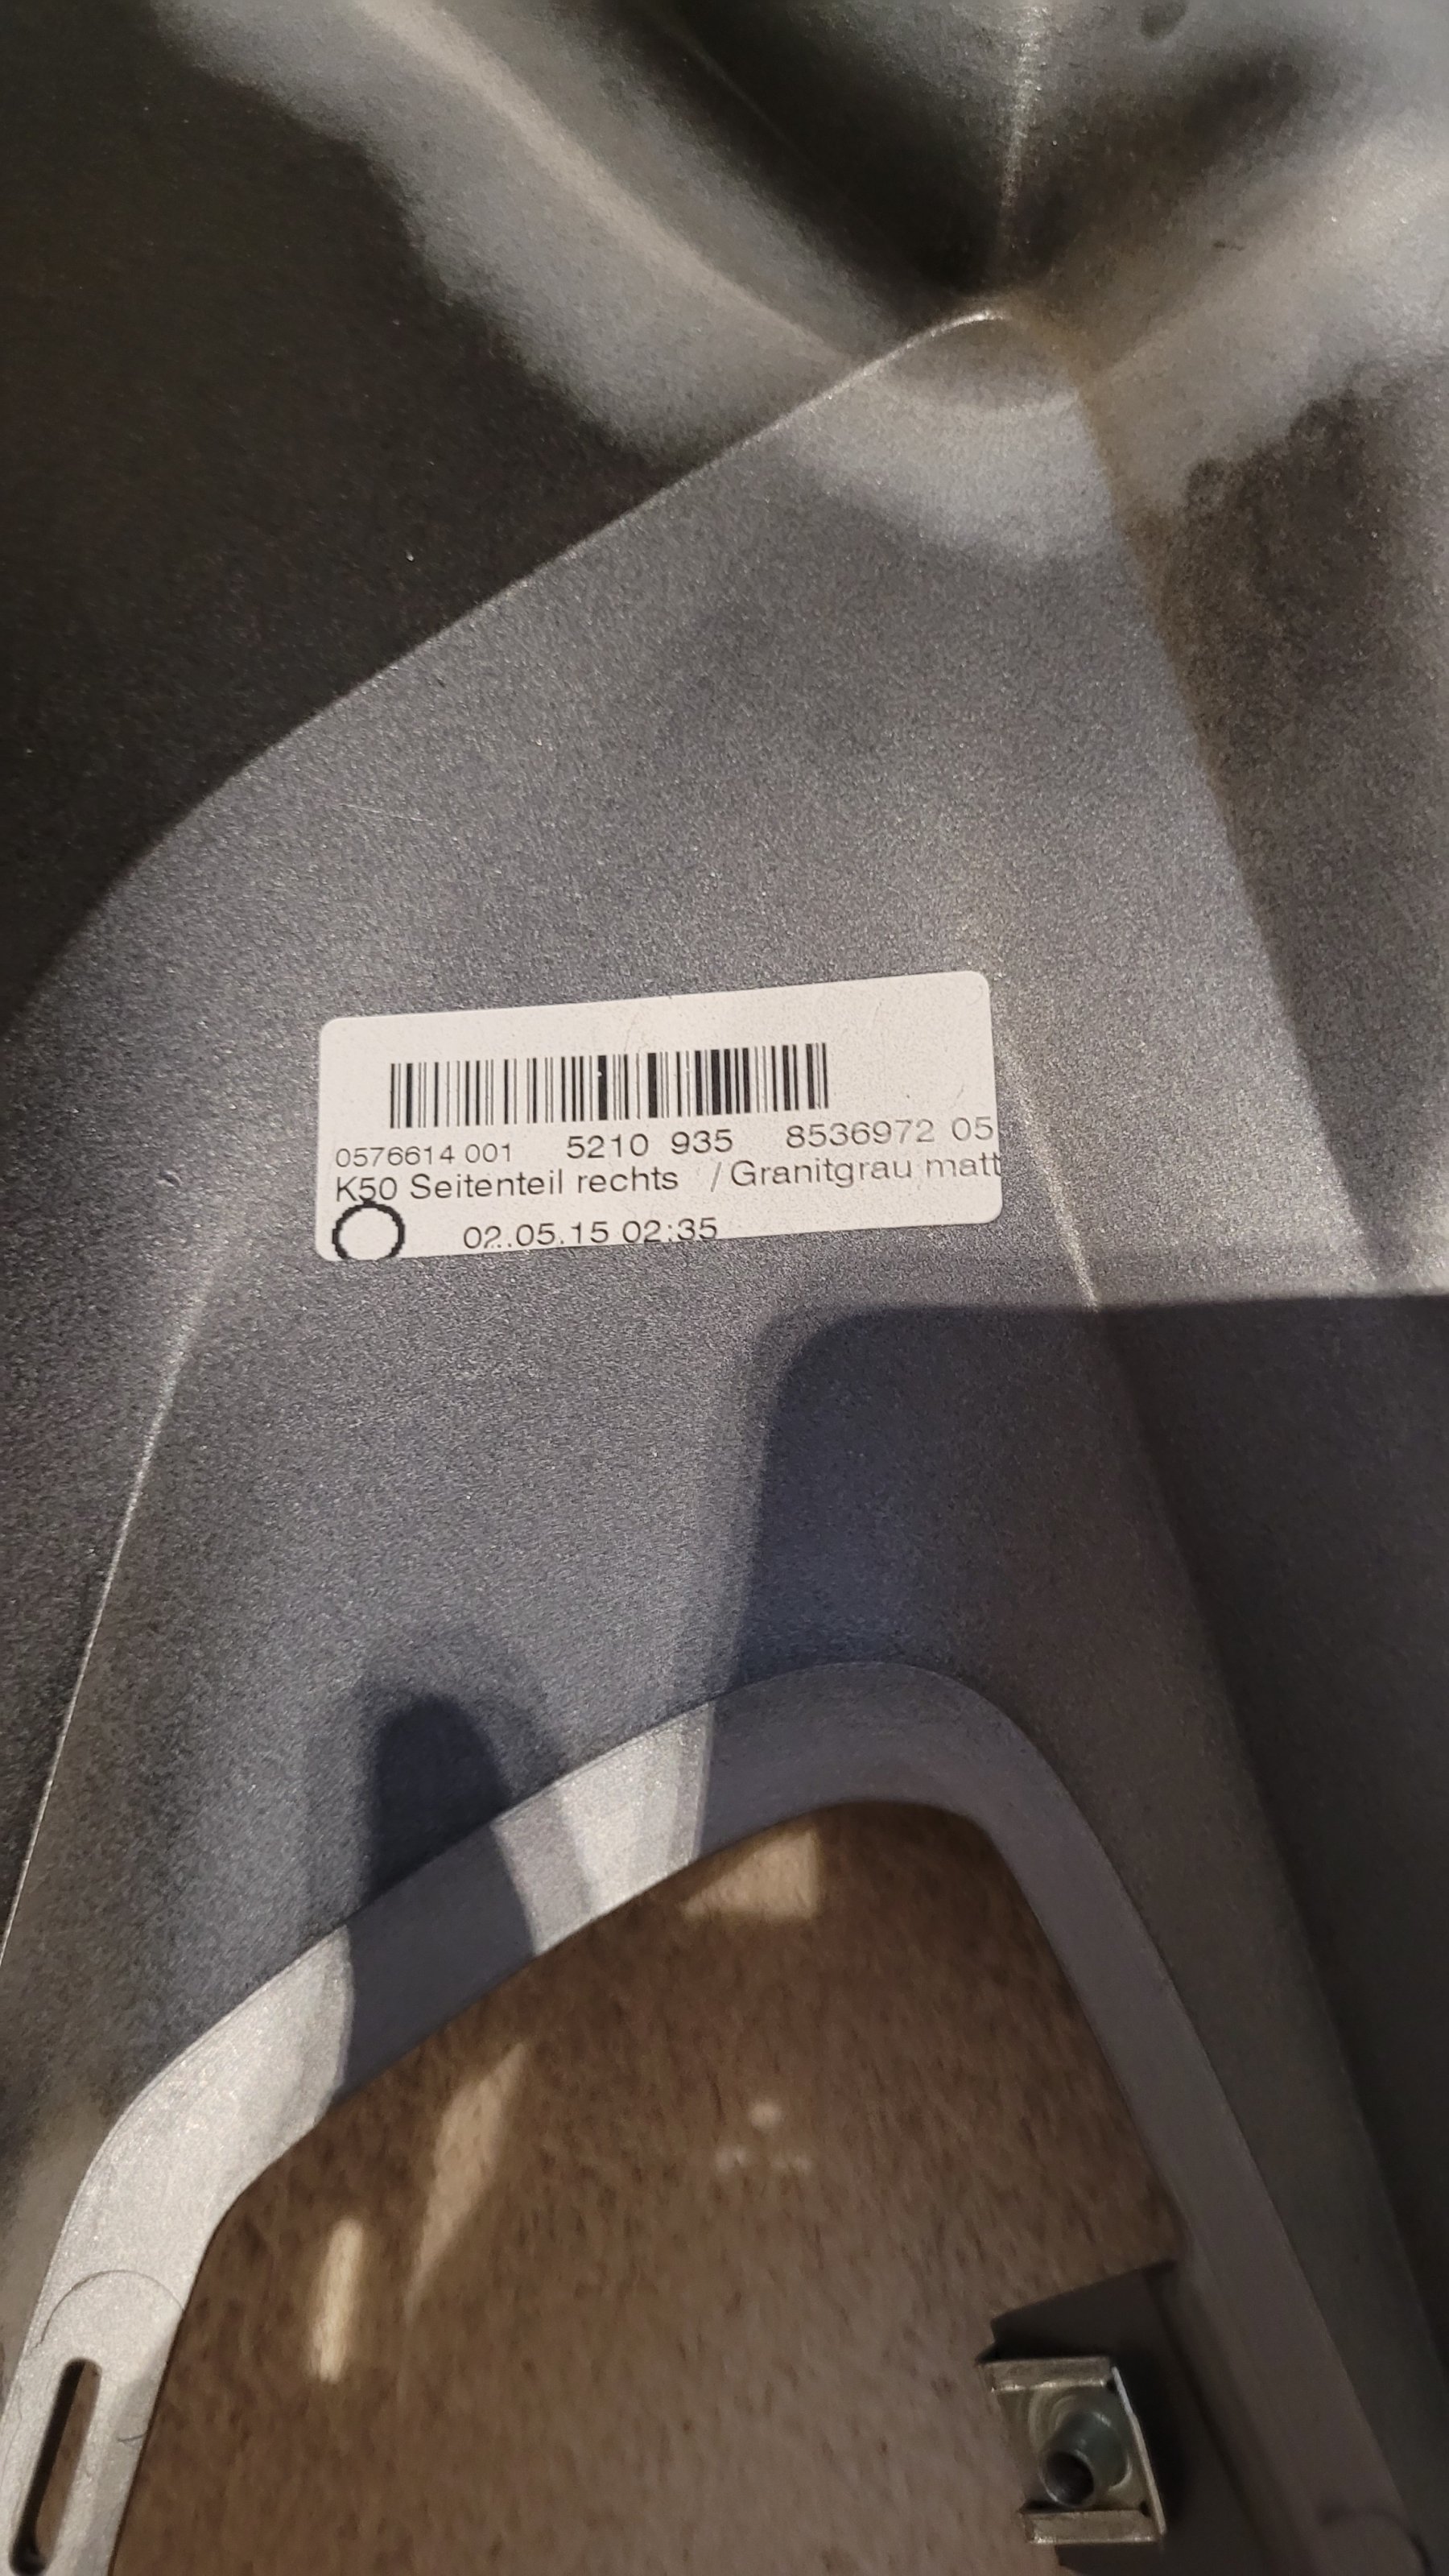 0576614 001 5210 935 8536972 05
K50 Seitenteil rechts / Granitgrau matt
02.05.15 02:35